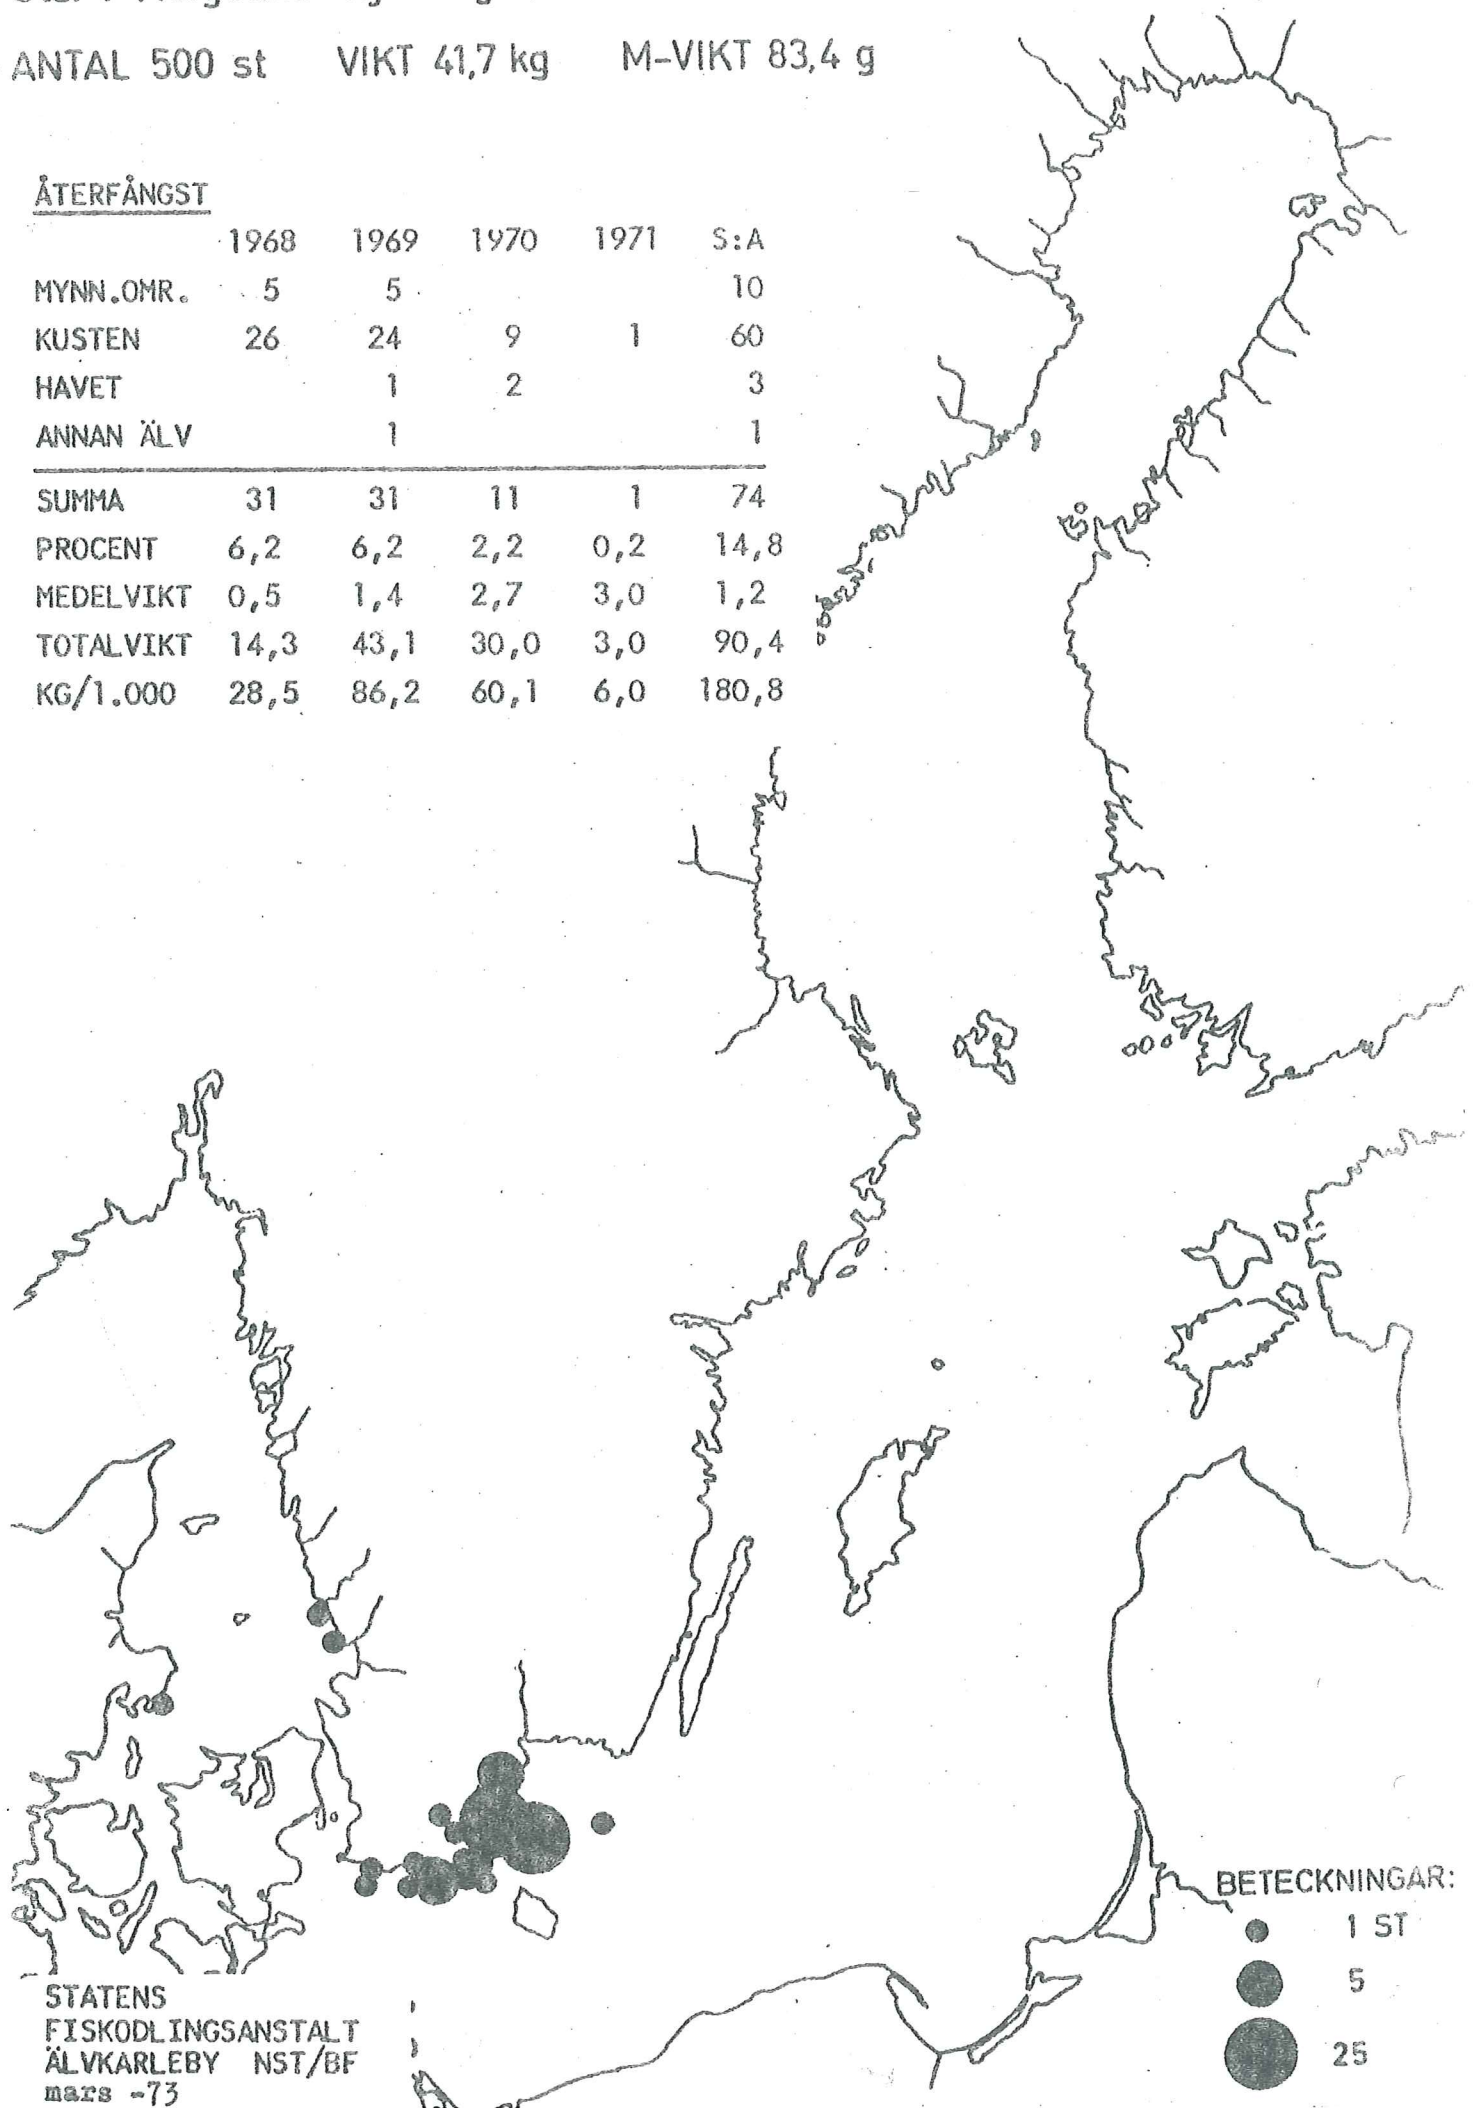 ANTAL 500 st VIKT 41,7 kg M-VIKT 83,4 g
ÅTERFÅNGST
1968 1969 1970 1971 S:A
MYNN.OMR. 5 5 10
KUSTEN 26 24 9 1 60
HAVET 1 2 3
ANNAN ÄLV 1 1
SUMMA 31 31 11 1 74
PROCENT 6,2 6,2 2,2 0,2 14,8
MEDELVIKT 0,5 1,4 2,7 3,0 1,2
TOTALVIKT 14,3 43,1 30,0 3,0 90,4
KG/1.000 28,5 86,2 60,1 6,0 180,8
BETECKNINGAR:
1 ST
5
25
STATENS
FISKODLINGSANSTALT
ÄLVKARLEBY NST/BF
mars -73